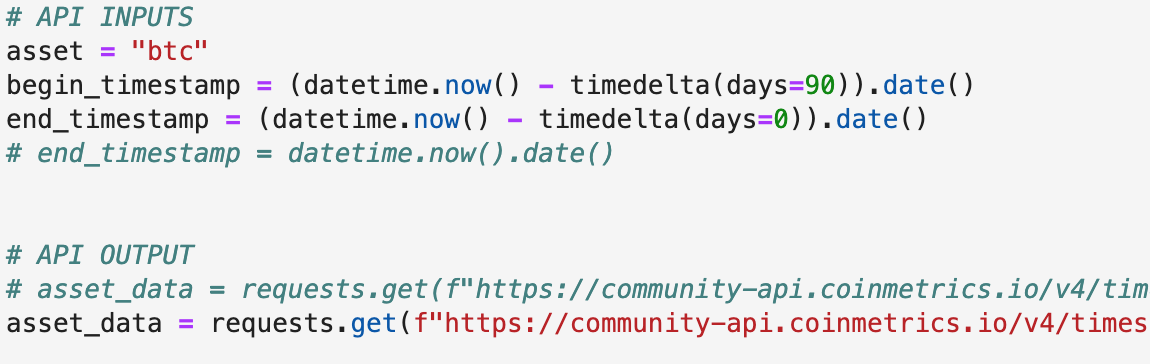 # API INPUTS
asset = "btc"
begin_timestamp = (datetime.now() - timedelta(days=90)).date()
end_timestamp = (datetime.now() - timedelta(days=0)).date()
# end_timestamp = datetime.now().date()
# API OUTPUT
# asset_data = requests.get(f"https://community-api.coinmetrics.io/v4/tim
asset_data = requests.get(f"https://community-api.coinmetrics.io/v4/times